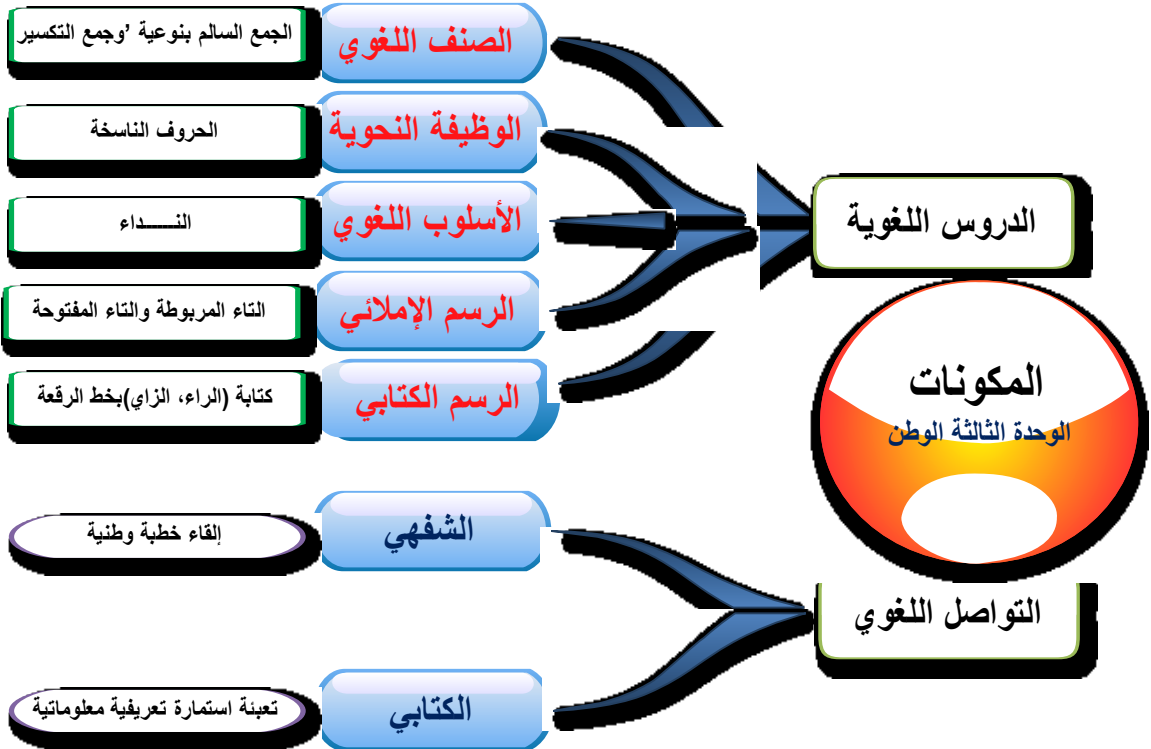 المكونات
الوحدة الثالثة الوطن
الدروس اللغوية
الصنف اللغوي
الجمع السالم بنوعية ’وجمع التكسير
الوظيفة النحوية
الحروف الناسخة
الأسلوب اللغوي
النـــــداء
الرسم الإملائي
التاء المربوطة والتاء المفتوحة
الرسم الكتابي
كتابة (الراء، الزاي)بخط الرقعة
التواصل اللغوي
الشفهي
إلقاء خطبة وطنية
الكتابي
تعبئة استمارة تعريفية معلوماتية